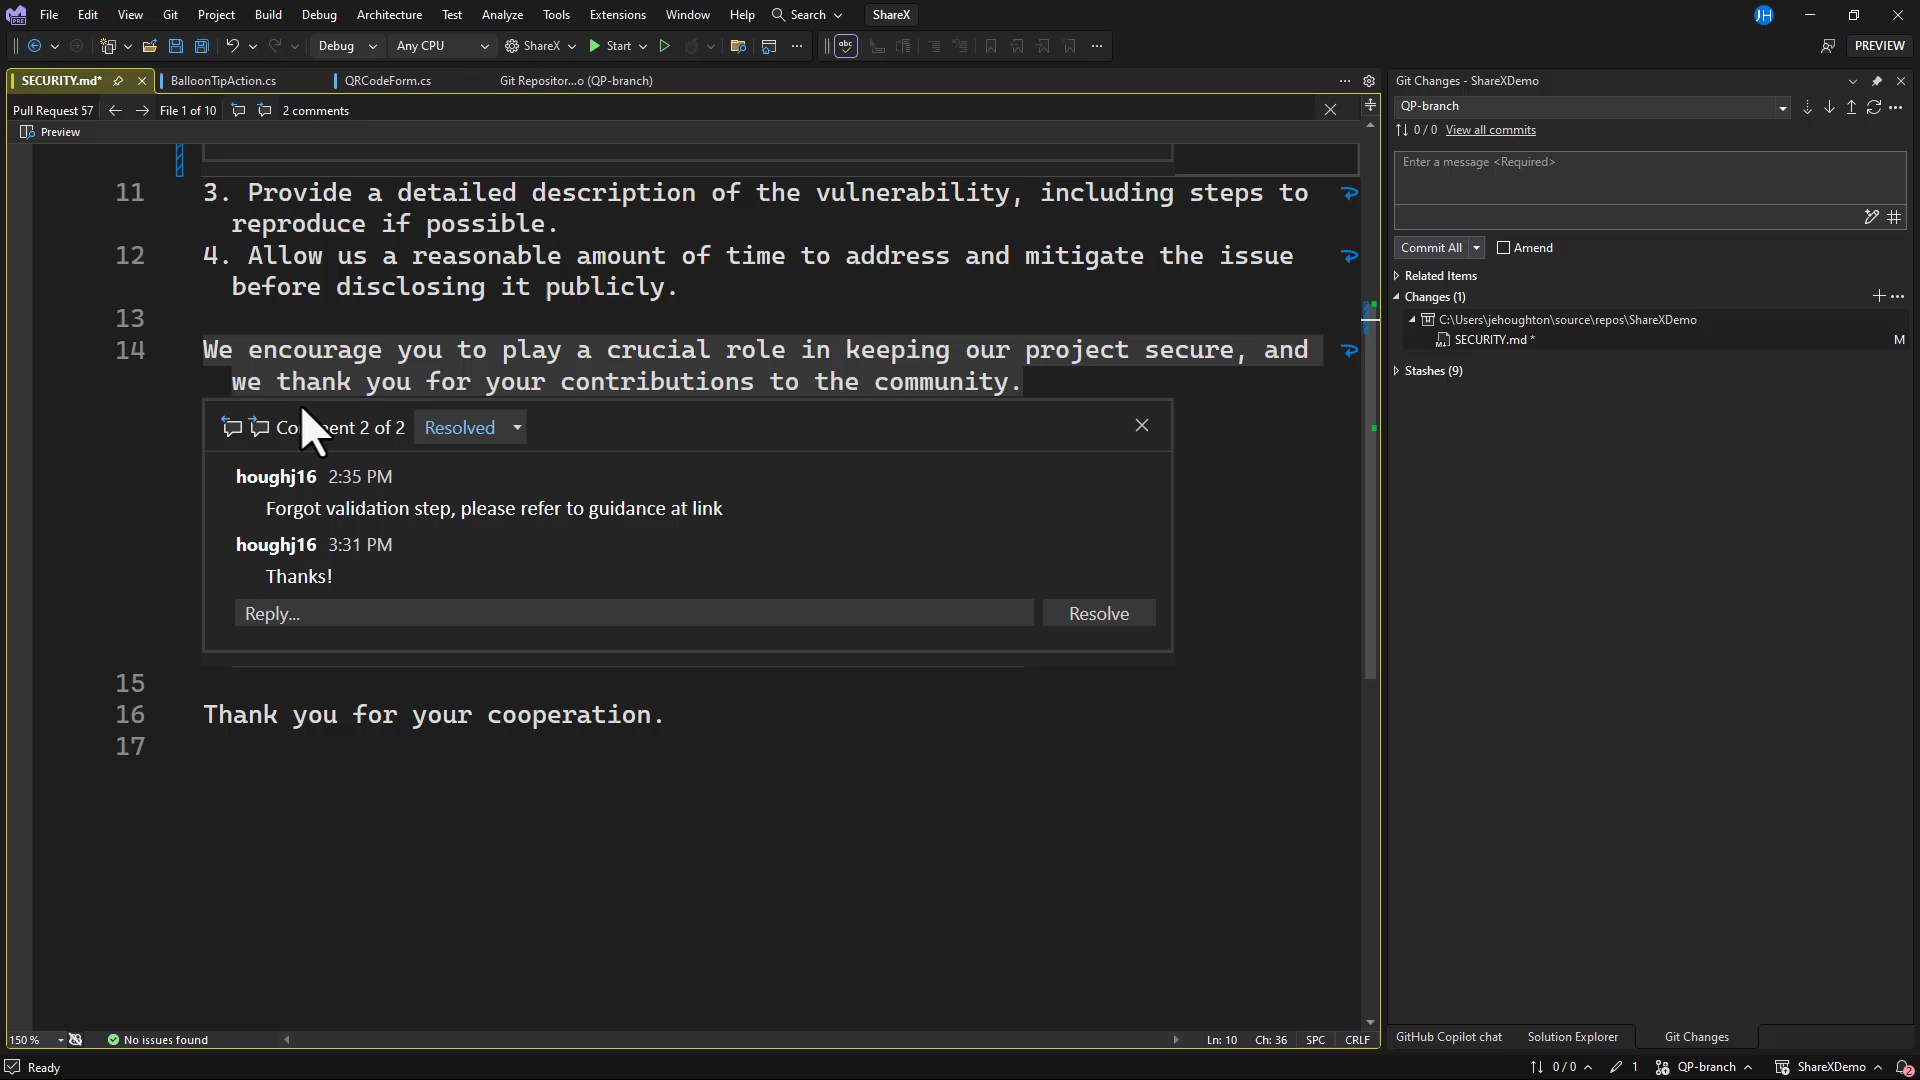 File Edit View Git Project Build Debug Architecture Test Analyze Tools Extensions Window Help Search ShareX JH
Debug Any CPU ShareX Start abc PREVIEW
SECURITY.md* BalloonTipAction.cs QRCodeForm.cs Git Repositor...o (QP-branch)
Pull Request 57 File 1 of 10 2 comments
Preview
11 3. Provide a detailed description of the vulnerability, including steps to
reproduce if possible.
12 4. Allow us a reasonable amount of time to address and mitigate the issue
before disclosing it publicly.
13
14 We encourage you to play a crucial role in keeping our project secure, and
we thank you for your contributions to the community.
2 of 2 Resolved
houghj16 2:35 PM
Forgot validation step, please refer to guidance at link
houghj16 3:31 PM
Thanks!
Reply... Resolve
15
16 Thank you for your cooperation.
17
150 % No issues found Ln: 10 Ch: 36 SPC CRLF
Git Changes - ShareXDemo
QP-branch
0 / 0 View all commits
Enter a message <Required>
Commit All Amend
Related Items
Changes (1)
C:\Users\jehoughton\source\repos\ShareXDemo
SECURITY.md * M
Stashes (9)
GitHub Copilot chat Solution Explorer Git Changes
Ready 0 / 0 1 QP-branch ShareXDemo 2